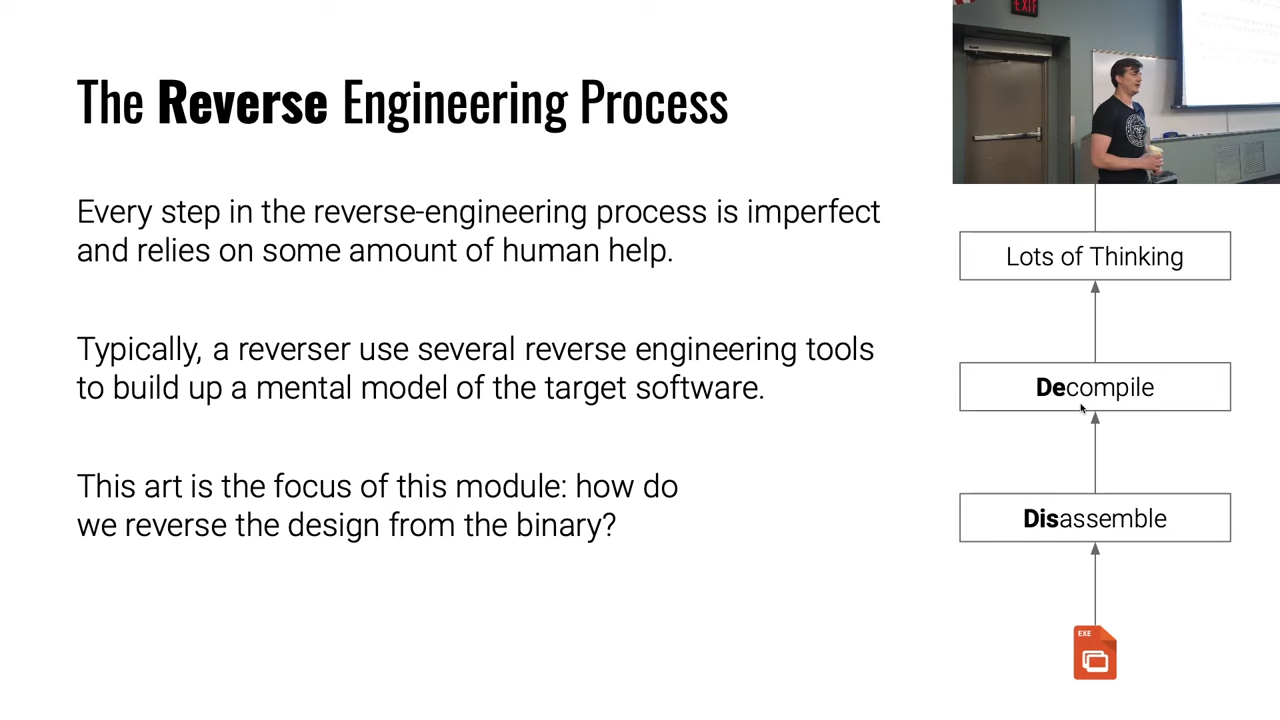 EXIT
The Reverse Engineering Process
Every step in the reverse-engineering process is imperfect
and relies on some amount of human help.
Typically, a reverser use several reverse engineering tools
to build up a mental model of the target software.
This art is the focus of this module: how do
we reverse the design from the binary?
Lots of Thinking
Decompile
Disassemble
EXE